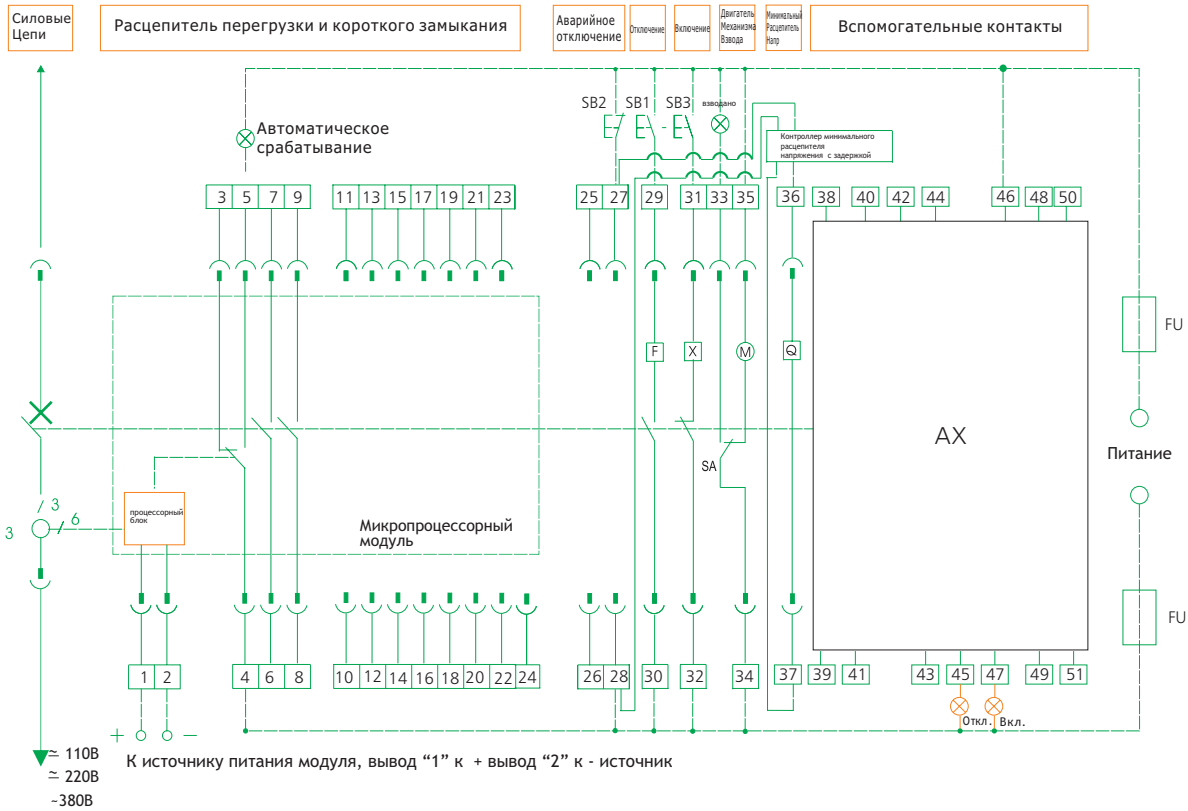 Силовые
Цепи
Расцепитель перегрузки и короткого замыкания
Аварийное
отключение
Отключение
Включение
Двигатель
Механизма
Взвода
Минимальный
Расцепитель
Напр
Вспомогательные контакты
SB2 SB1 SB3 взводано
Автоматическое
срабатывание
Контроллер минимального
расцепителя
напряжения с задержкой
3 5 7 9 11 13 15 17 19 21 23 25 27 29 31 33 35 36 38 40 42 44 46 48 50
FU
F X M Q
AX
Питание
SA
3
6
3
процессорный
блок
Микропроцессорный
модуль
FU
1 2 4 6 8 10 12 14 16 18 20 22 24 26 28 30 32 34 37 39 41 43 45 47 49 51
Откл. Вкл.
+ −
≃ 110В
К источнику питания модуля, вывод “1” к + вывод “2” к - источник
≃ 220В
~380В